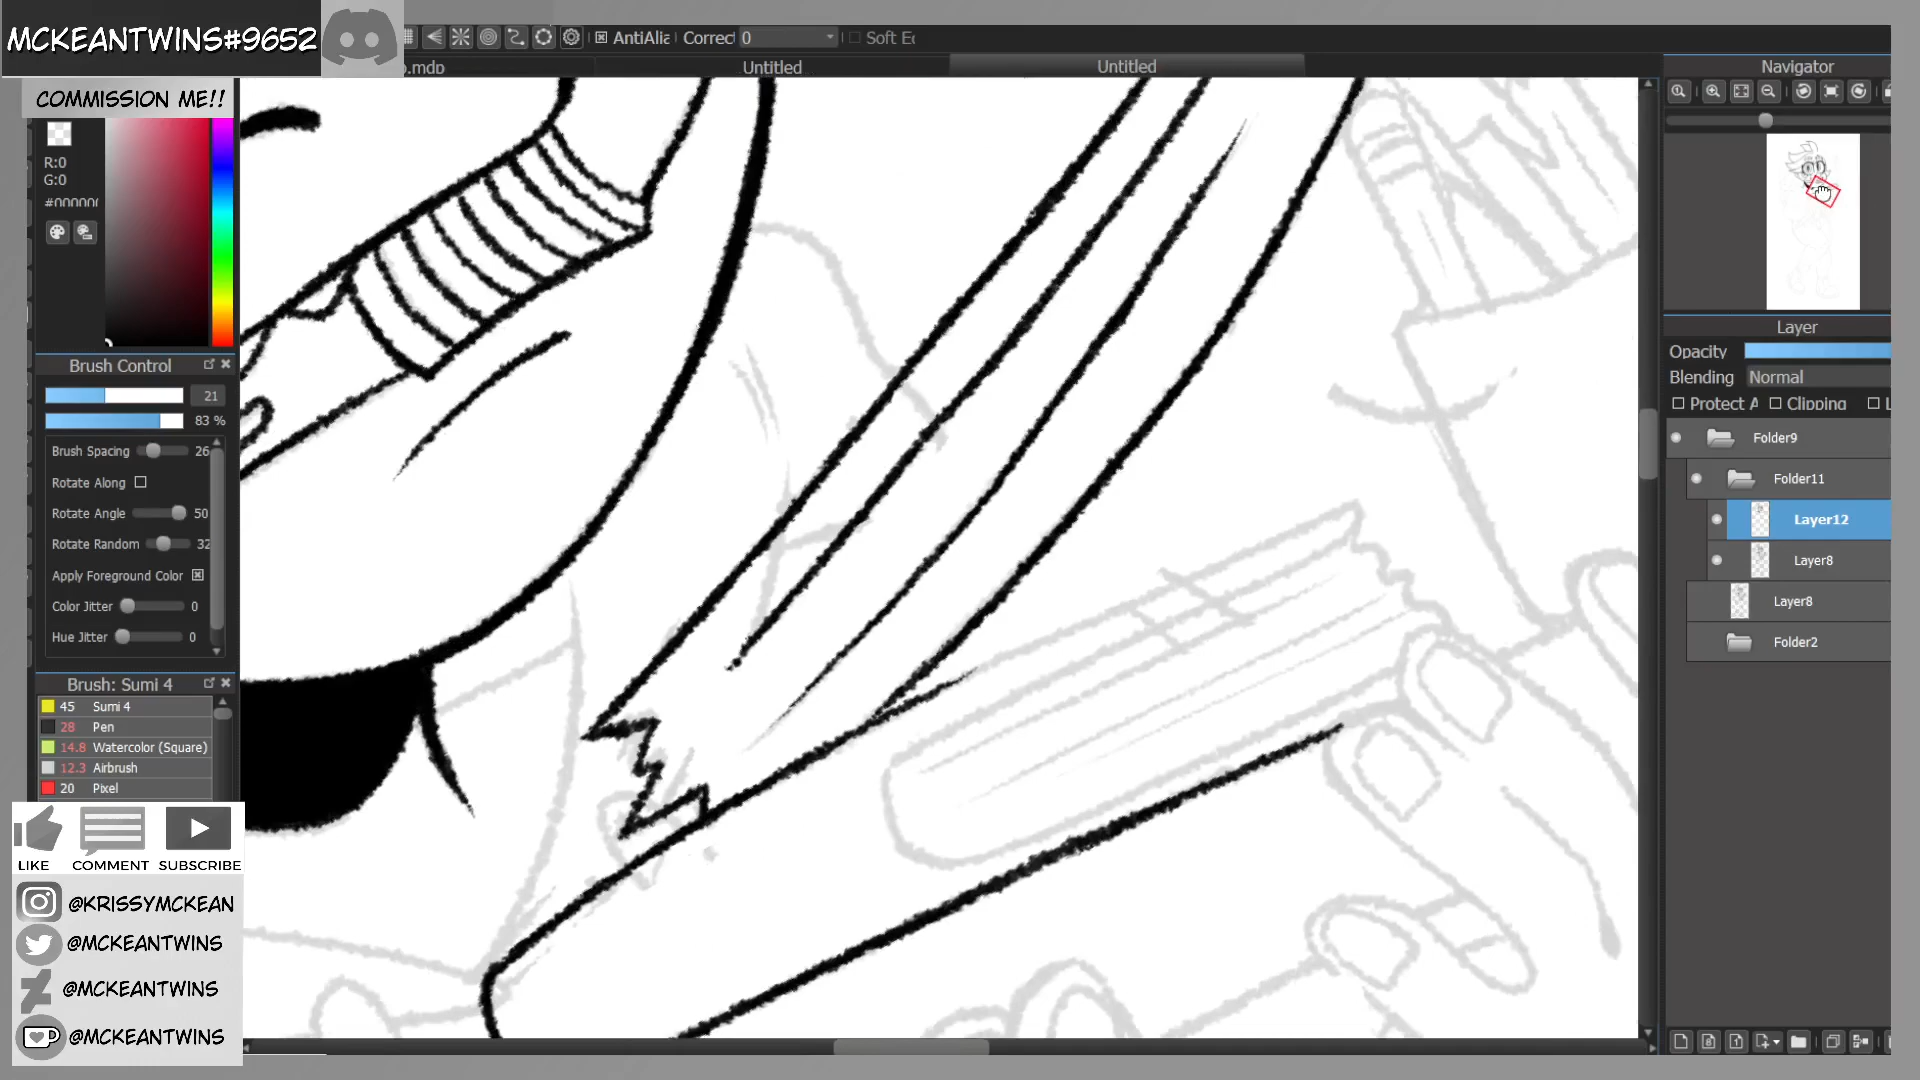 MCKEANTWINS#9652
COMMISSION ME!!
AntiAlia
Correct
0
Soft Ec
.mdp
Untitled
Untitled
R:0
G:0
#000000
Brush Control
21
83 %
Brush Spacing
26
Rotate Along
Rotate Angle
50
Rotate Random
32
Apply Foreground Color
Color Jitter
0
Hue Jitter
0
Brush: Sumi 4
45 Sumi 4
28 Pen
14.8 Watercolor (Square)
12.3 Airbrush
20 Pixel
LIKE
COMMENT
SUBSCRIBE
@KRISSYMCKEAN
@MCKEANTWINS
@MCKEANTWINS
@MCKEANTWINS
Navigator
Layer
Opacity
Blending
Normal
Protect A
Clipping
L
Folder9
Folder11
Layer12
Layer8
Layer8
Folder2